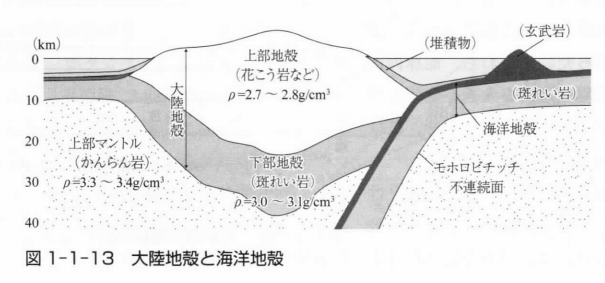 (km)
0
10
20
30
40
上部地殻
(花こう岩など)
ρ=2.7 ~ 2.8g/cm³
大陸地殻
上部マントル
(かんらん岩)
ρ=3.3 ~ 3.4g/cm³
下部地殻
(斑れい岩)
ρ=3.0 ~ 3.1g/cm³
(堆積物)
(玄武岩)
(斑れい岩)
海洋地殻
モホロビチッチ
不連続面
図 1-1-13 大陸地殻と海洋地殻